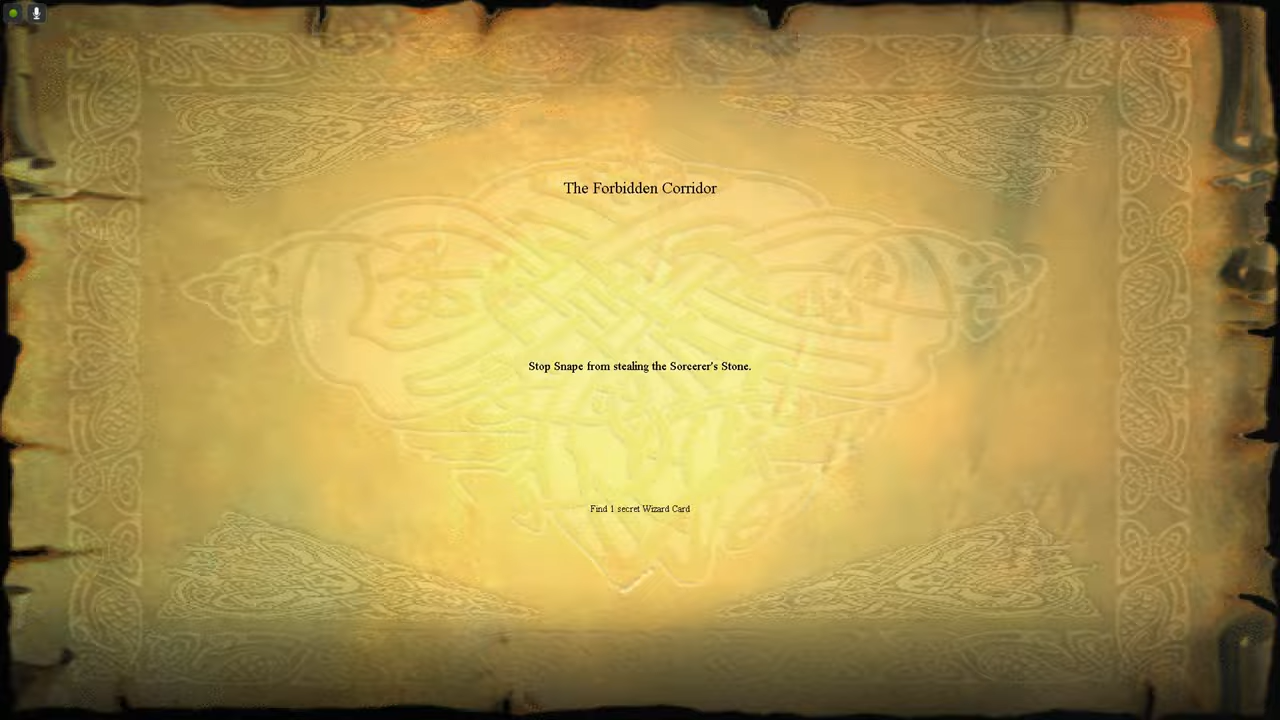 The Forbidden Corridor
Stop Snape from stealing the Sorcerer's Stone.
Find 1 secret Wizard Card